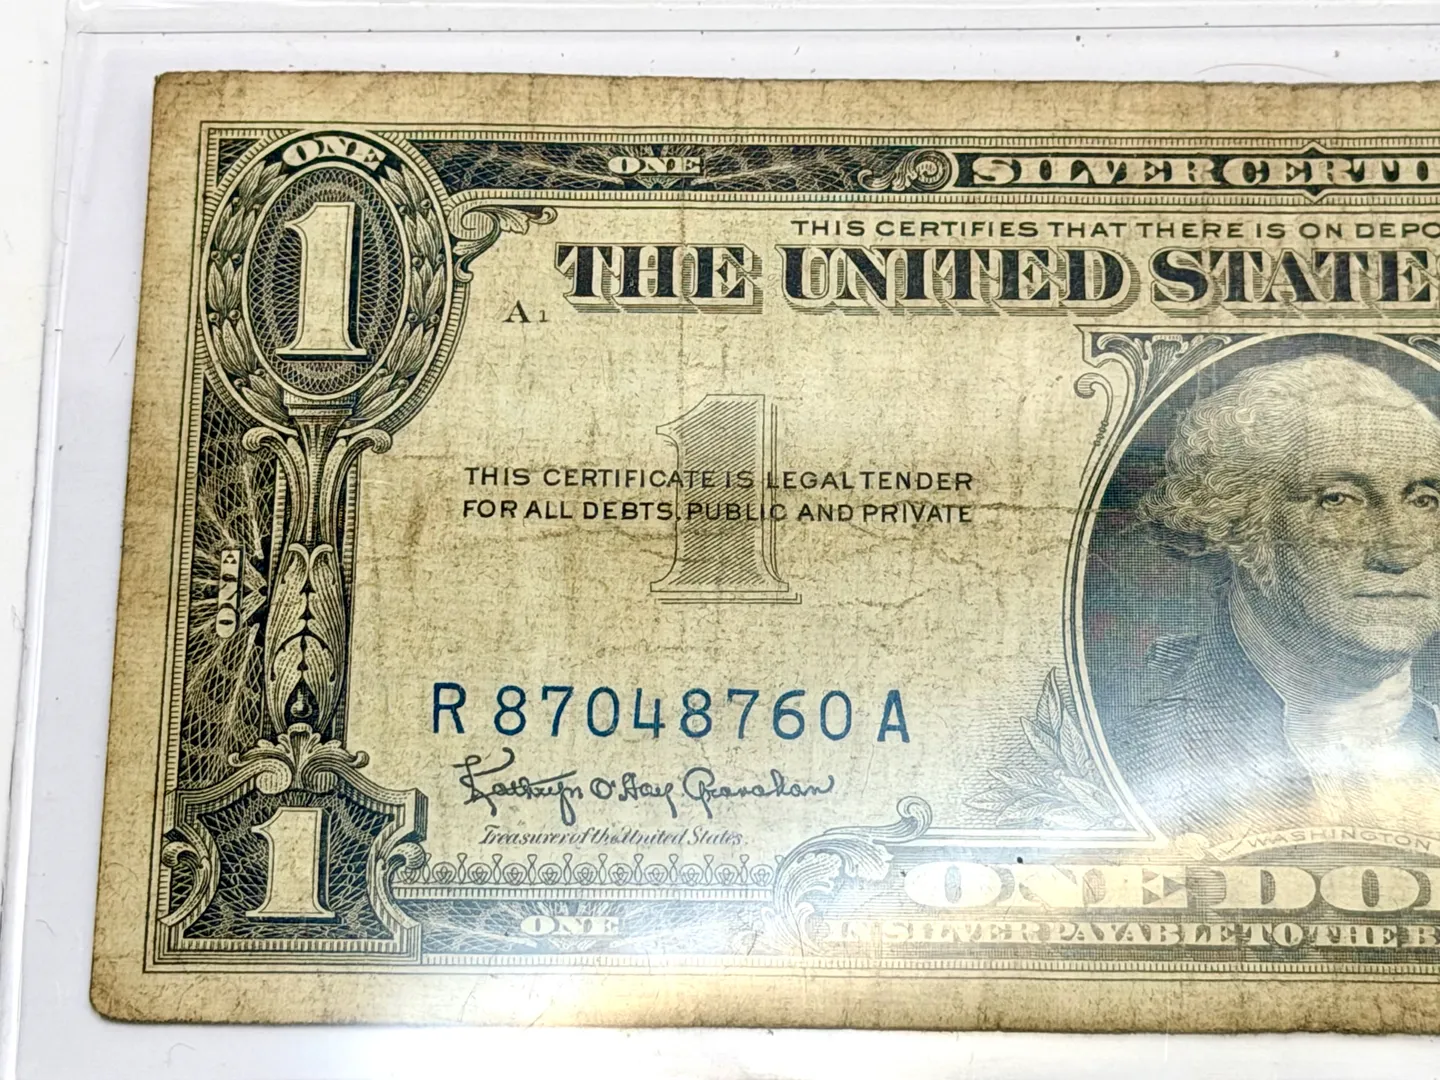 ONE
ONE
SILVER CERTI
THIS CERTIFIES THAT THERE IS ON DEPO
THE UNITED STATE
1
A1
1
THIS CERTIFICATE IS LEGAL TENDER
FOR ALL DEBTS, PUBLIC AND PRIVATE
ONE
R 87048760 A
Kathryn O'Hay Granahan
Treasurer of the United States.
WASHINGTON
1
ONE DO
ONE
IN SILVER PAYABLE TO THE B